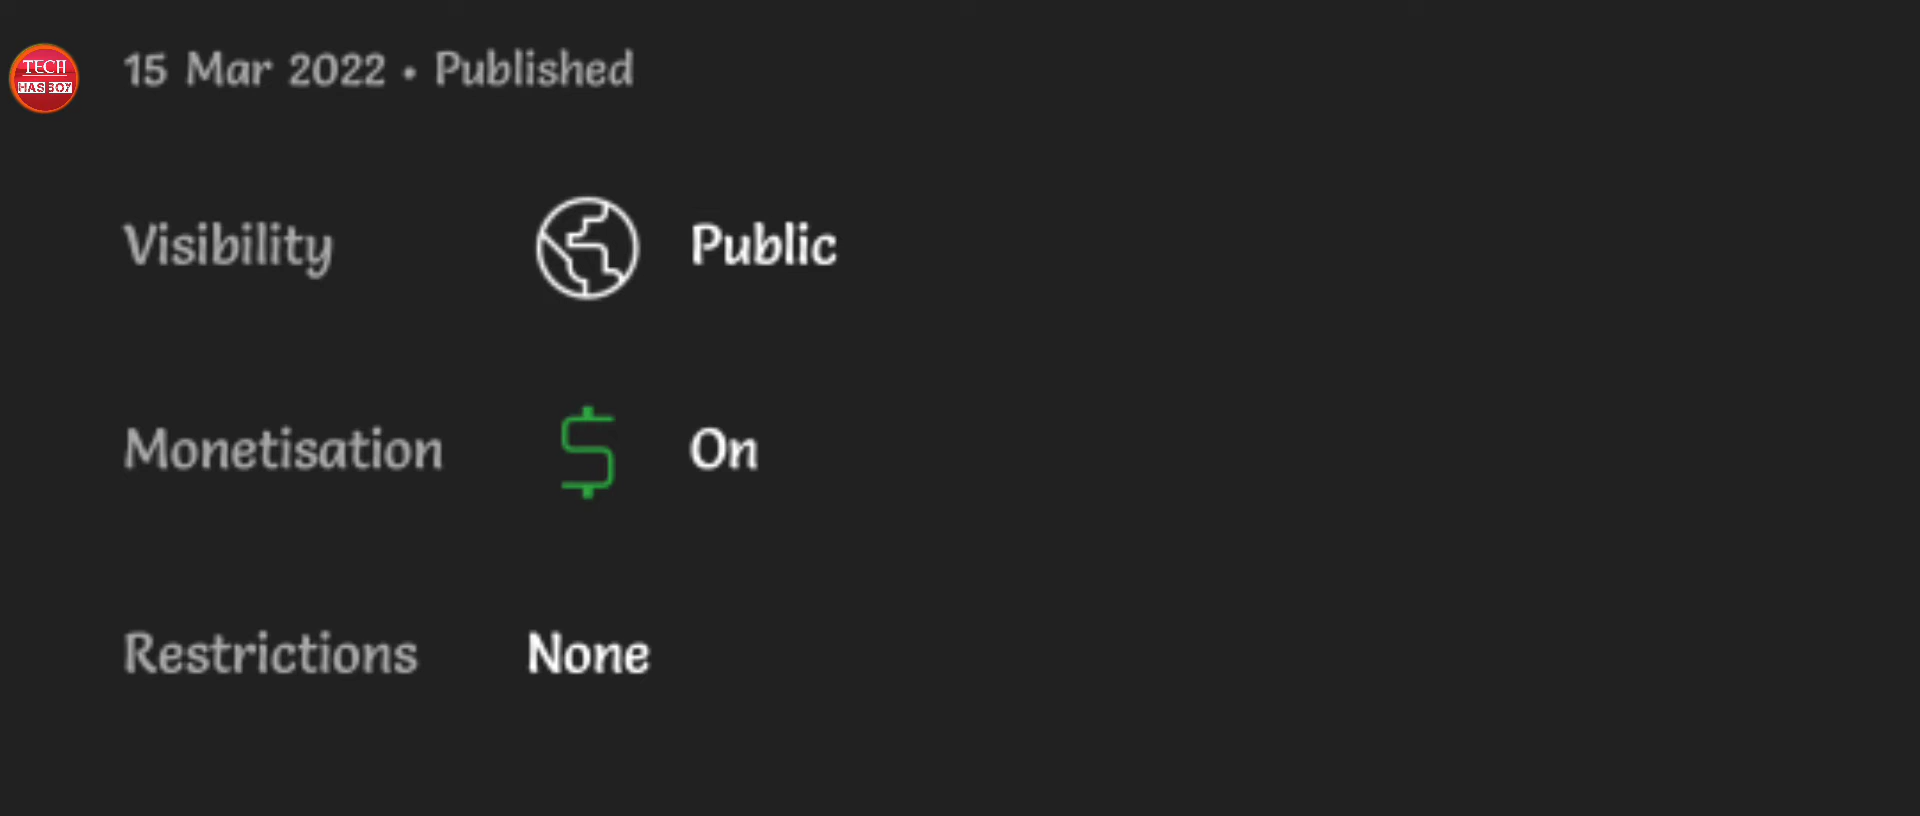 TECH
HAS BOY
15 Mar 2022 • Published
Visibility Public
Monetisation $ On
Restrictions None